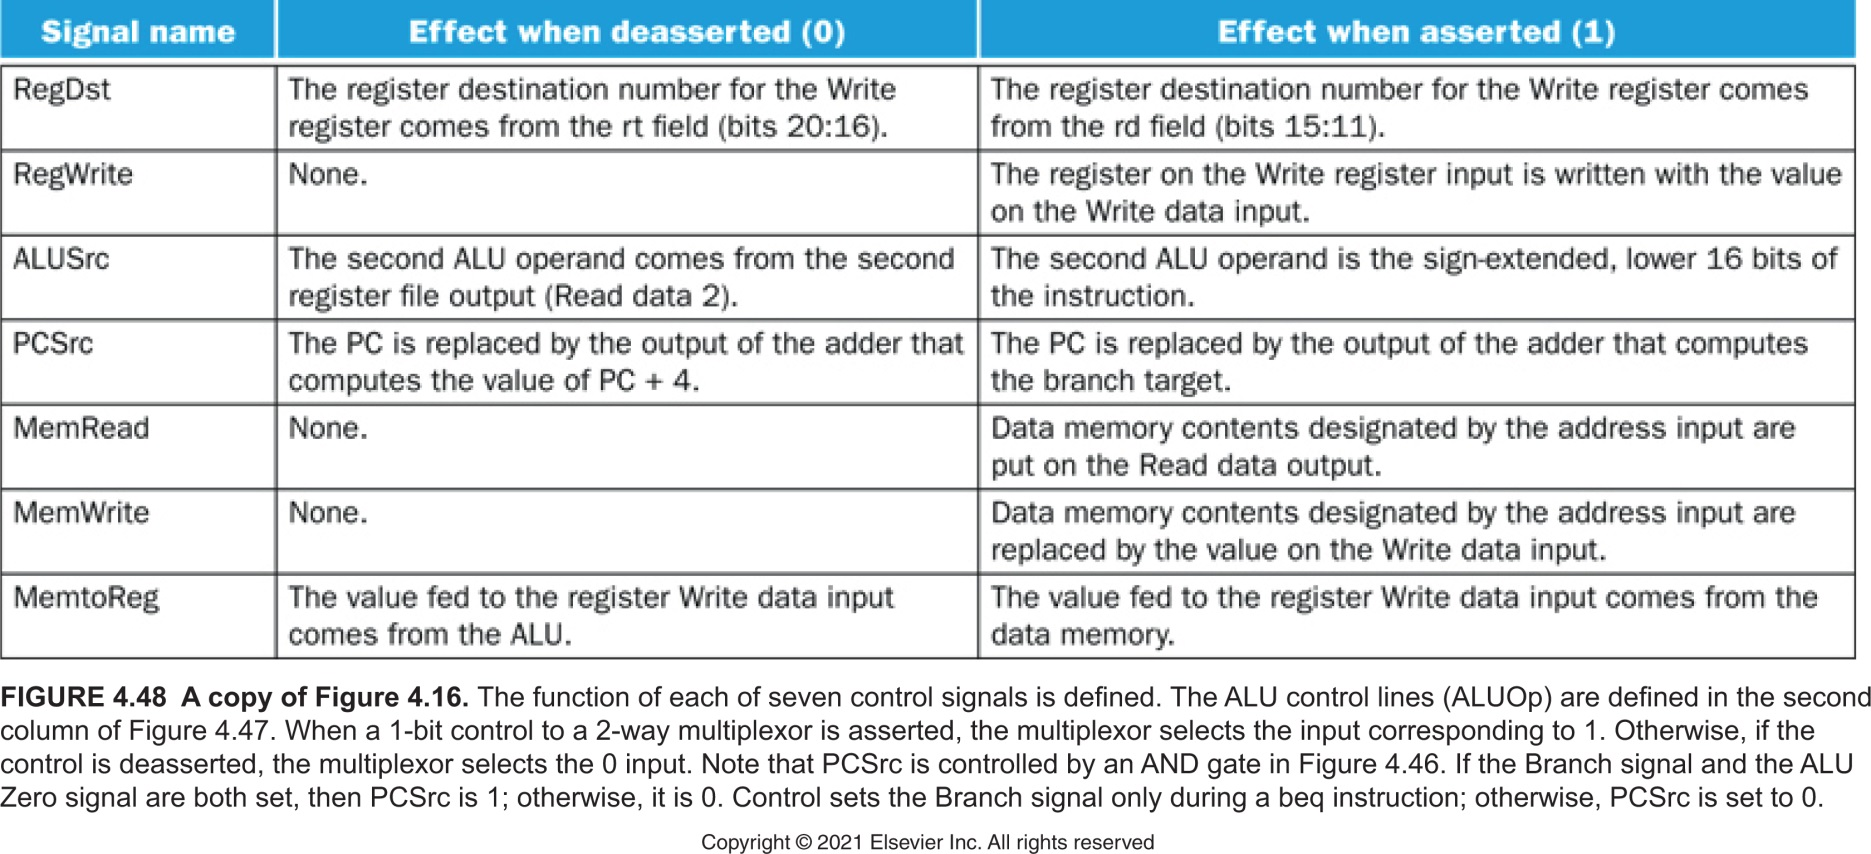 Signal name Effect when deasserted (0) Effect when asserted (1)
RegDst The register destination number for the Write The register destination number for the Write register comes
register comes from the rt field (bits 20:16). from the rd field (bits 15:11).
RegWrite None. The register on the Write register input is written with the value
on the Write data input.
ALUSrc The second ALU operand comes from the second The second ALU operand is the sign-extended, lower 16 bits of
register file output (Read data 2). the instruction.
PCSrc The PC is replaced by the output of the adder that The PC is replaced by the output of the adder that computes
computes the value of PC + 4. the branch target.
MemRead None. Data memory contents designated by the address input are
put on the Read data output.
MemWrite None. Data memory contents designated by the address input are
replaced by the value on the Write data input.
MemtoReg The value fed to the register Write data input The value fed to the register Write data input comes from the
comes from the ALU. data memory.
FIGURE 4.48 A copy of Figure 4.16. The function of each of seven control signals is defined. The ALU control lines (ALUOp) are defined in the second
column of Figure 4.47. When a 1-bit control to a 2-way multiplexor is asserted, the multiplexor selects the input corresponding to 1. Otherwise, if the
control is deasserted, the multiplexor selects the 0 input. Note that PCSrc is controlled by an AND gate in Figure 4.46. If the Branch signal and the ALU
Zero signal are both set, then PCSrc is 1; otherwise, it is 0. Control sets the Branch signal only during a beq instruction; otherwise, PCSrc is set to 0.
Copyright © 2021 Elsevier Inc. All rights reserved